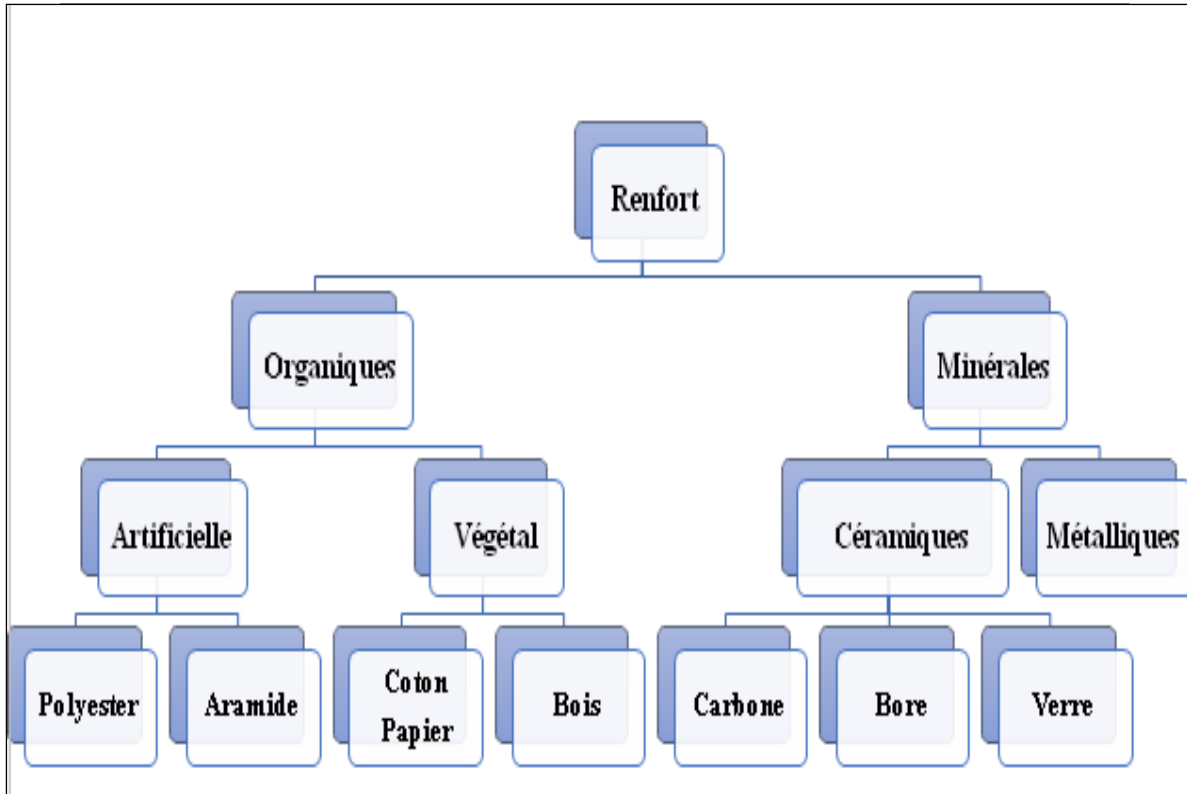 Renfort
Organiques
Minérales
Artificielle
Végétal
Céramiques
Métalliques
Polyester
Aramide
Coton
Papier
Bois
Carbone
Bore
Verre